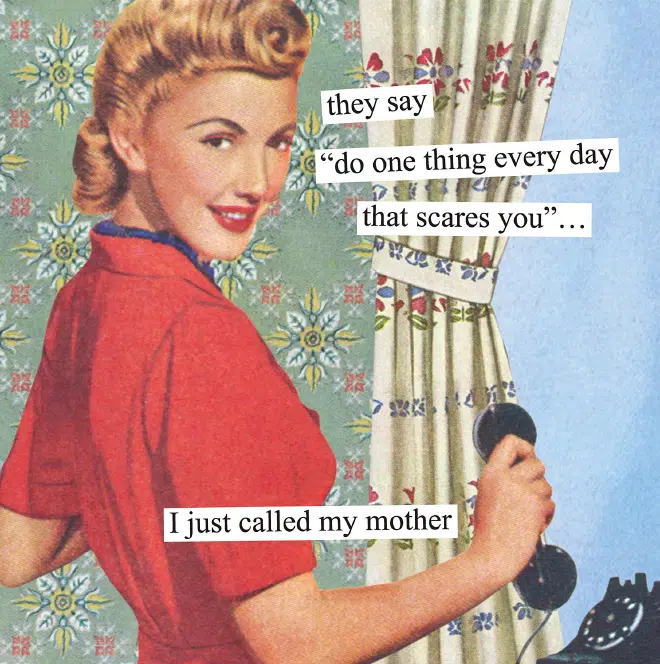 they say
“do one thing every day
that scares you”...
I just called my mother